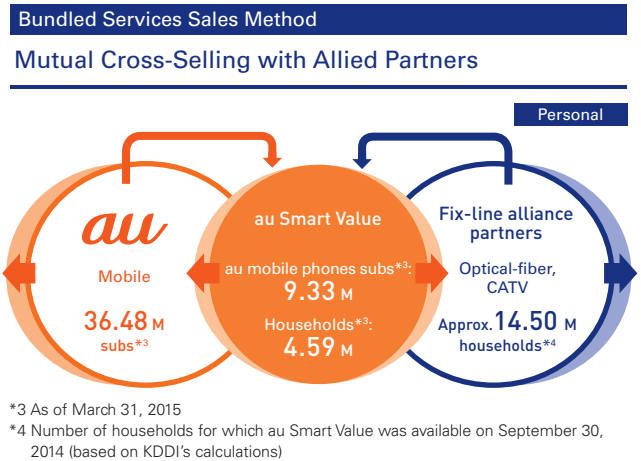 Bundled Services Sales Method
Mutual Cross-Selling with Allied Partners
Personal
au
Mobile
36.48 M
subs*3
au Smart Value
au mobile phones subs*3:
9.33 M
Households*3:
4.59 M
Fix-line alliance
partners
Optical-fiber,
CATV
Approx.14.50 M
households*4
*3 As of March 31, 2015
*4 Number of households for which au Smart Value was available on September 30,
2014 (based on KDDI's calculations)